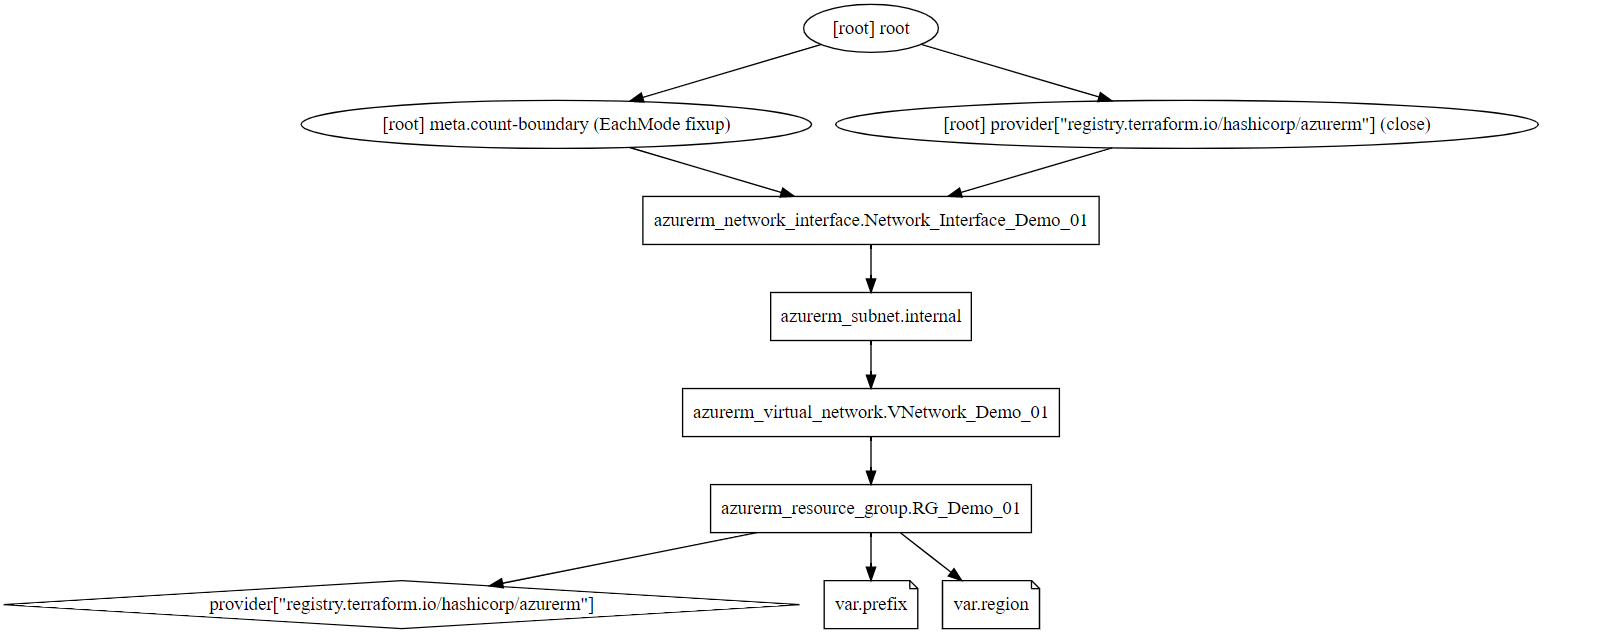 [root] root
[root] meta.count-boundary (EachMode fixup)
[root] provider["registry.terraform.io/hashicorp/azurerm"] (close)
azurerm_network_interface.Network_Interface_Demo_01
azurerm_subnet.internal
azurerm_virtual_network.VNetwork_Demo_01
azurerm_resource_group.RG_Demo_01
provider["registry.terraform.io/hashicorp/azurerm"]
var.prefix
var.region